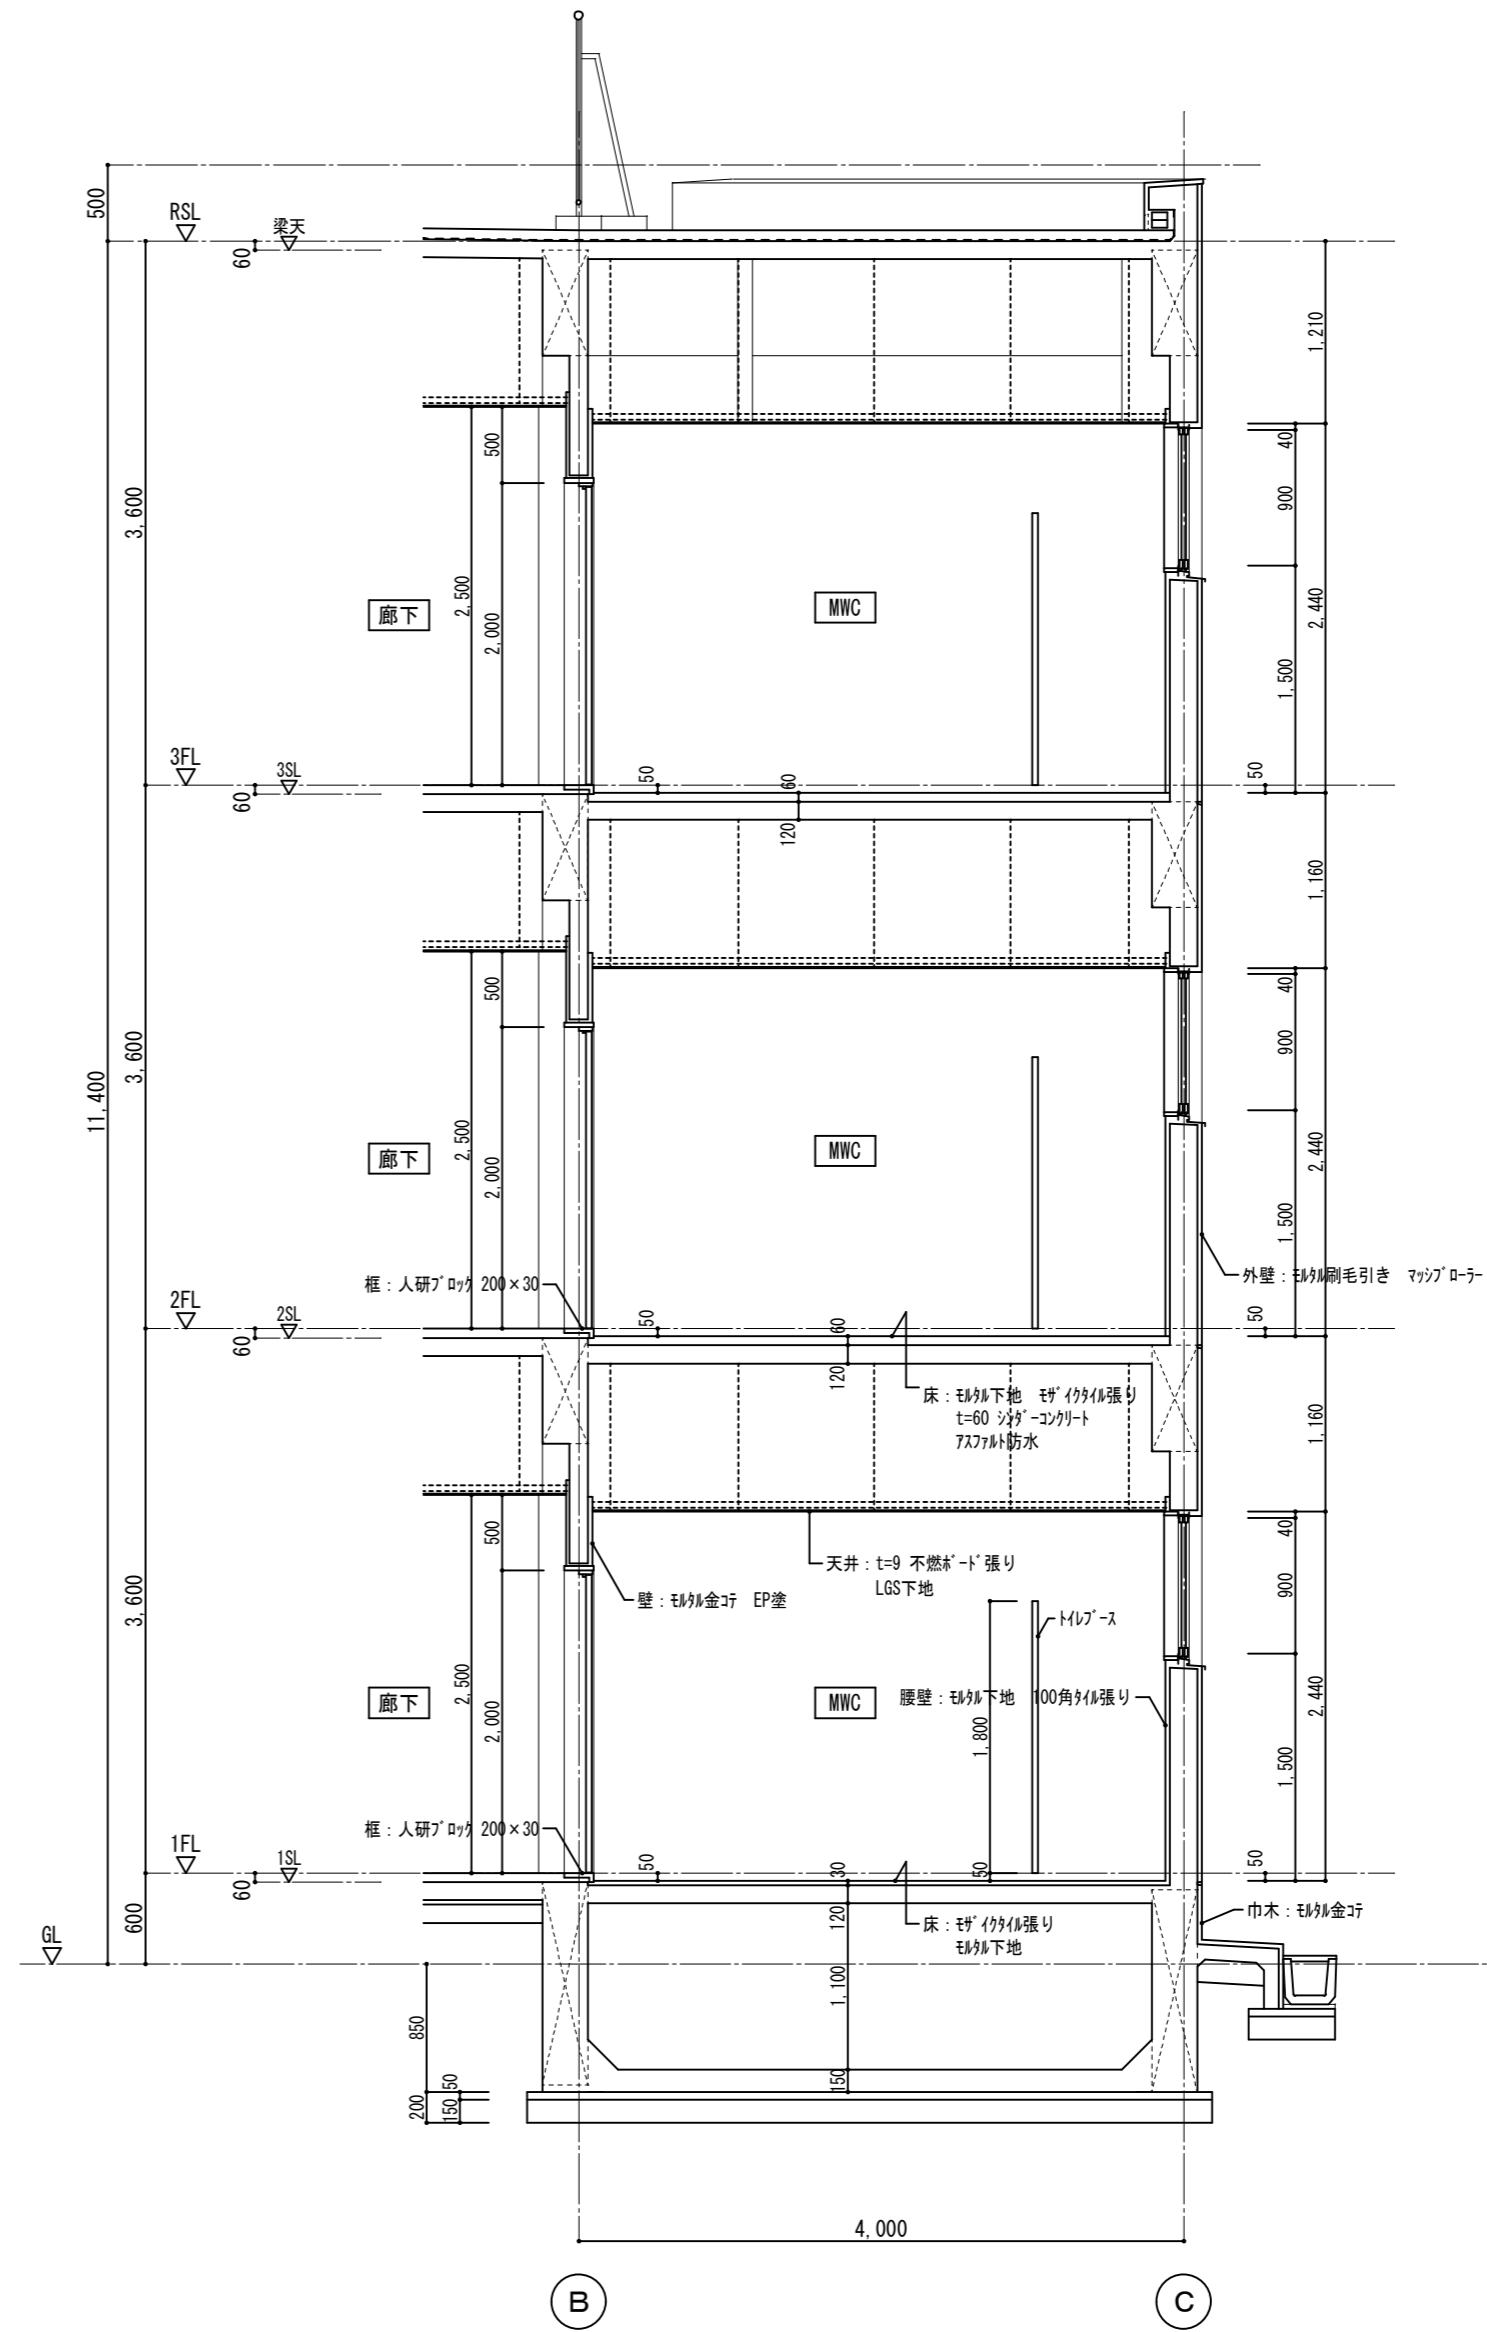 500
RSL
梁天
60
1,210
40
500
900
3,600
2,500
2,000
廊下
MWC
2,440
1,500
3FL
3SL
60
50
60
120
50
1,160
500
40
900
3,600
11,400
2,500
2,000
廊下
MWC
2,440
1,500
外壁：ﾓﾙﾀﾙ刷毛引き　ﾏｯｼﾌﾞﾛｰﾗｰ
框：人研ﾌﾞﾛｯｸ 200×30
2FL
2SL
60
50
60
120
50
床：ﾓﾙﾀﾙ下地　ﾓｻﾞｲｸﾀｲﾙ張り
t=60 ｼﾝﾀﾞｰｺﾝｸﾘｰﾄ
ｱｽﾌｧﾙﾄ防水
1,160
500
40
天井：t=9 不燃ﾎﾞｰﾄﾞ張り
LGS下地
壁：ﾓﾙﾀﾙ金ｺﾃ　EP塗
900
3,600
ﾄｲﾚﾌﾞｰｽ
2,500
2,000
廊下
MWC
腰壁：ﾓﾙﾀﾙ下地　100角ﾀｲﾙ張り
1,800
2,440
1,500
框：人研ﾌﾞﾛｯｸ 200×30
1FL
1SL
60
50
30
50
50
120
巾木：ﾓﾙﾀﾙ金ｺﾃ
床：ﾓｻﾞｲｸﾀｲﾙ張り
ﾓﾙﾀﾙ下地
600
GL
1,100
850
50
150
200
150
4,000
B
C